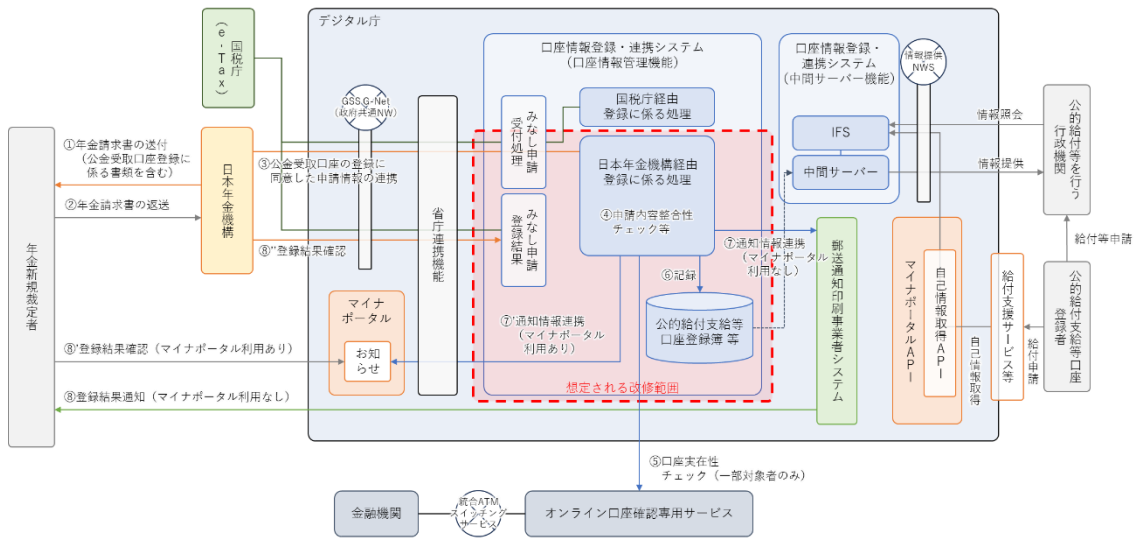 デジタル庁
国税庁
(e-Tax)
口座情報登録・連携システム
(口座情報管理機能)
口座情報登録・
連携システム
(中間サーバー機能)
情報提供
NWS
GSS,G-Net
(政府共通NW)
みなし申請
受付処理
国税庁経由
登録に係る処理
IFS
中間サーバー
情報照会
情報提供
公的給付等を行う
行政機関
①年金請求書の送付
(公金受取口座登録に
係る書類を含む)
②年金請求書の返送
日本年金機構
③公金受取口座の登録に
同意した申請情報の連携
日本年金機構経由
登録に係る処理
④申請内容整合性
チェック等
みなし申請
登録結果
⑧''登録結果確認
省庁連携機能
年金新規裁定者
⑦通知情報連携
(マイナポータル
利用なし)
⑥記録
公的給付支給等
口座登録簿 等
⑦'通知情報連携
(マイナポータル
利用あり)
想定される改修範囲
マイナ
ポータル
お知
らせ
⑧'登録結果確認(マイナポータル利用あり)
⑧登録結果通知(マイナポータル利用なし)
郵送通知印刷事業者システム
マイナポータルAPI
自己情報取得API
自己情報取得
給付支援サービス等
給付申請
給付等申請
公的給付支給等口座
登録者
⑤口座実在性
チェック(一部対象者のみ)
金融機関
統合ATM
スイッチング
サービス
オンライン口座確認専用サービス